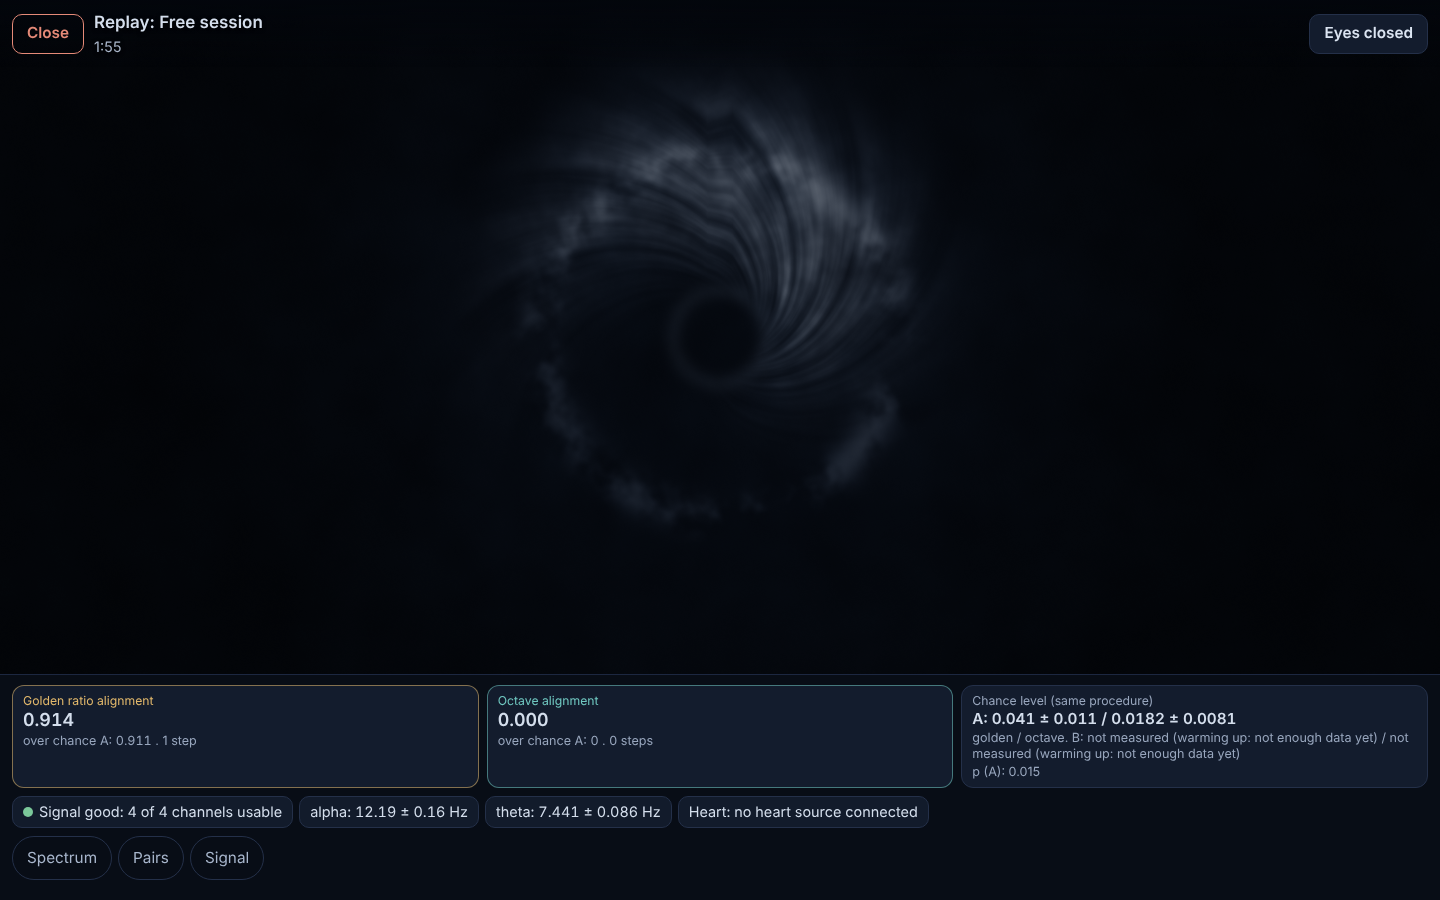 Close
Replay: Free session
1:55
Eyes closed
Golden ratio alignment
0.914
over chance A: 0.911 . 1 step
Octave alignment
0.000
over chance A: 0 . 0 steps
Chance level (same procedure)
A: 0.041 ± 0.011 / 0.0182 ± 0.0081
golden / octave. B: not measured (warming up: not enough data yet) / not
measured (warming up: not enough data yet)
p (A): 0.015
Signal good: 4 of 4 channels usable
alpha: 12.19 ± 0.16 Hz
theta: 7.441 ± 0.086 Hz
Heart: no heart source connected
Spectrum
Pairs
Signal